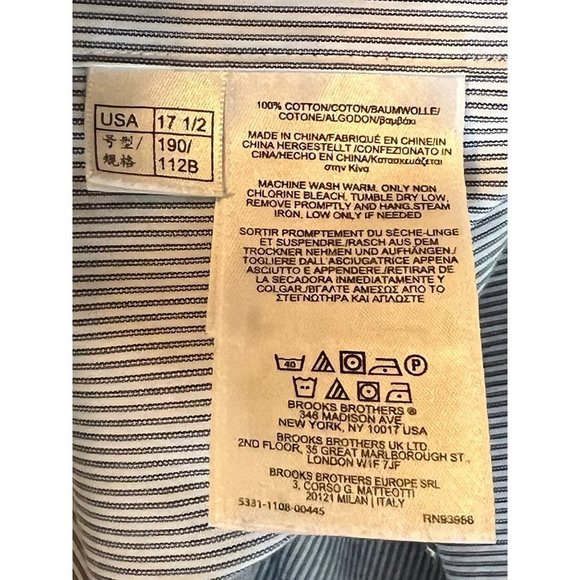 USA 17 1/2
号型/ 190/
规格 112B
100% COTTON/COTON/BAUMWOLLE/
COTONE/ALGODON/βαμβάκι
MADE IN CHINA/FABRIQUÉ EN CHINE/IN
CHINA HERGESTELLT/CONFEZIONATO IN
CINA/HECHO EN CHINA/Κατασκευάζεται
στην Κίνα
MACHINE WASH WARM. ONLY NON
CHLORINE BLEACH. TUMBLE DRY LOW.
REMOVE PROMPTLY AND HANG.STEAM
IRON, LOW ONLY IF NEEDED
SORTIR PROMPTEMENT DU SÈCHE-LINGE
ET SUSPENDRE./RASCH AUS DEM
TROCKNER NEHMEN UND AUFHÄNGEN./
TOGLIERE DALL'ASCIUGATRICE APPENA
ASCIUTTO E APPENDERE./RETIRAR DE
LA SECADORA INMEDIATAMENTE Y
COLGAR./ΒΓΑΛΤΕ ΑΜΕΣΩΣ ΑΠΟ ΤΟ
ΣΤΕΓΝΩΤΗΡΑ ΚΑΙ ΑΠΛΩΣΤΕ
40 P
BROOKS BROTHERS ®
346 MADISON AVE
NEW YORK, NY 10017 USA
BROOKS BROTHERS UK LTD
2ND FLOOR, 35 GREAT MARLBOROUGH ST.
LONDON W1F 7JF
BROOKS BROTHERS EUROPE SRL
3, CORSO G. MATTEOTTI
20121 MILAN | ITALY
5331-1108-00445 RN93986